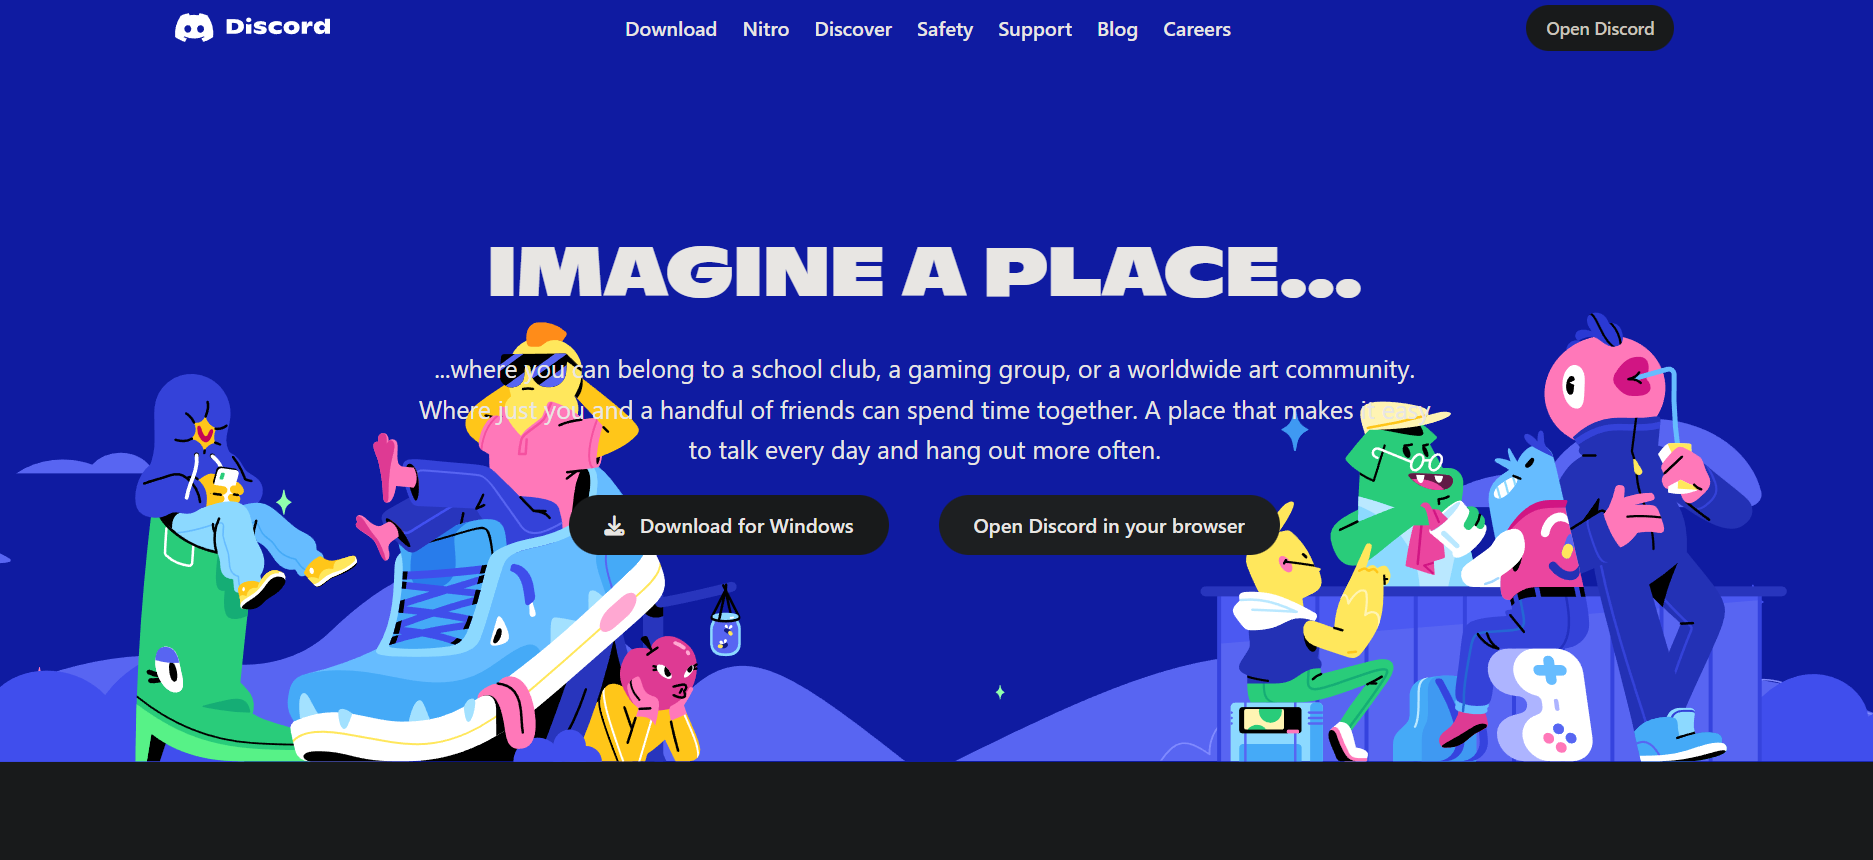 Discord
Download Nitro Discover Safety Support Blog Careers
Open Discord
IMAGINE A PLACE...
...where you can belong to a school club, a gaming group, or a worldwide art community.
Where just you and a handful of friends can spend time together. A place that makes it easy
to talk every day and hang out more often.
Download for Windows
Open Discord in your browser